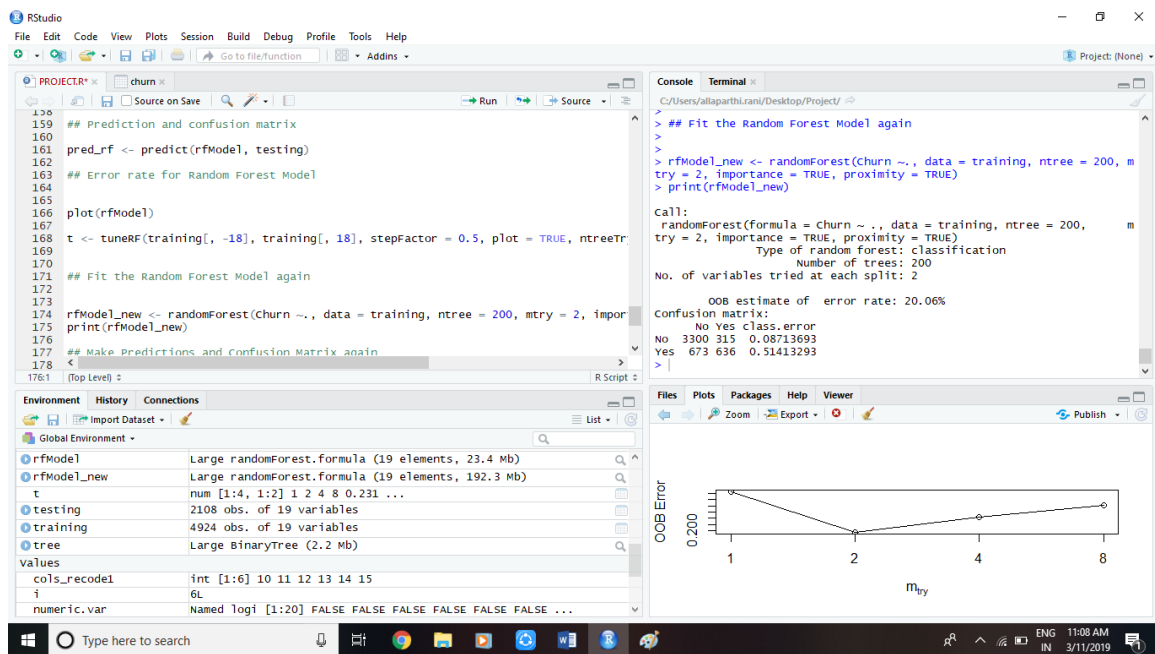 RStudio
File Edit Code View Plots Session Build Debug Profile Tools Help
Go to file/function Addins Project: (None)
PROJECT.R* churn
Source on Save Run Source
158
159 ## Prediction and confusion matrix
160
161 pred_rf <- predict(rfModel, testing)
162
163 ## Error rate for Random Forest Model
164
165
166 plot(rfModel)
167
168 t <- tuneRF(training[, -18], training[, 18], stepFactor = 0.5, plot = TRUE, ntreeTr
169
170
171 ## Fit the Random Forest Model again
172
173
174 rfModel_new <- randomForest(Churn ~., data = training, ntree = 200, mtry = 2, impor
175 print(rfModel_new)
176
177 ## Make Predictions and Confusion Matrix again
178
176:1 (Top Level) R Script
Console Terminal
C:/Users/allaparthi.rani/Desktop/Project/
>
> ## Fit the Random Forest Model again
>
>
> rfModel_new <- randomForest(Churn ~., data = training, ntree = 200, m
try = 2, importance = TRUE, proximity = TRUE)
> print(rfModel_new)
Call:
randomForest(formula = Churn ~ ., data = training, ntree = 200, m
try = 2, importance = TRUE, proximity = TRUE)
Type of random forest: classification
Number of trees: 200
No. of variables tried at each split: 2
OOB estimate of error rate: 20.06%
Confusion matrix:
No Yes class.error
No 3300 315 0.08713693
Yes 673 636 0.51413293
>
Environment History Connections
Import Dataset List
Global Environment
rfModel Large randomForest.formula (19 elements, 23.4 Mb)
rfModel_new Large randomForest.formula (19 elements, 192.3 Mb)
t num [1:4, 1:2] 1 2 4 8 0.231 ...
testing 2108 obs. of 19 variables
training 4924 obs. of 19 variables
tree Large BinaryTree (2.2 Mb)
Values
cols_recode1 int [1:6] 10 11 12 13 14 15
i 6L
numeric.var Named logi [1:20] FALSE FALSE FALSE FALSE FALSE FALSE ...
Files Plots Packages Help Viewer
Zoom Export Publish
OOB Error
0.200
1 2 4 8
mtry
Type here to search
ENG 11:08 AM
IN 3/11/2019